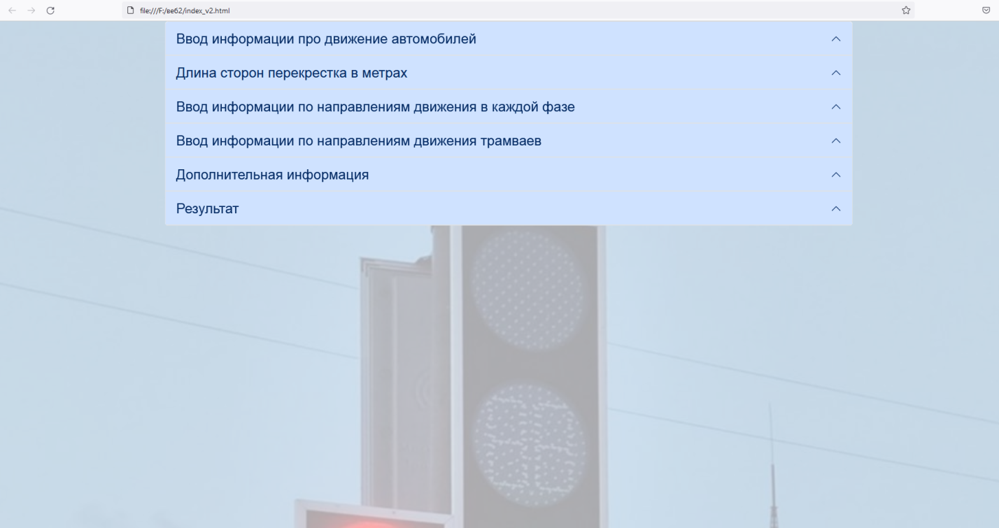 file:///F:/веб2/index_v2.html
Ввод информации про движение автомобилей
Длина сторон перекрестка в метрах
Ввод информации по направлениям движения в каждой фазе
Ввод информации по направлениям движения трамваев
Дополнительная информация
Результат